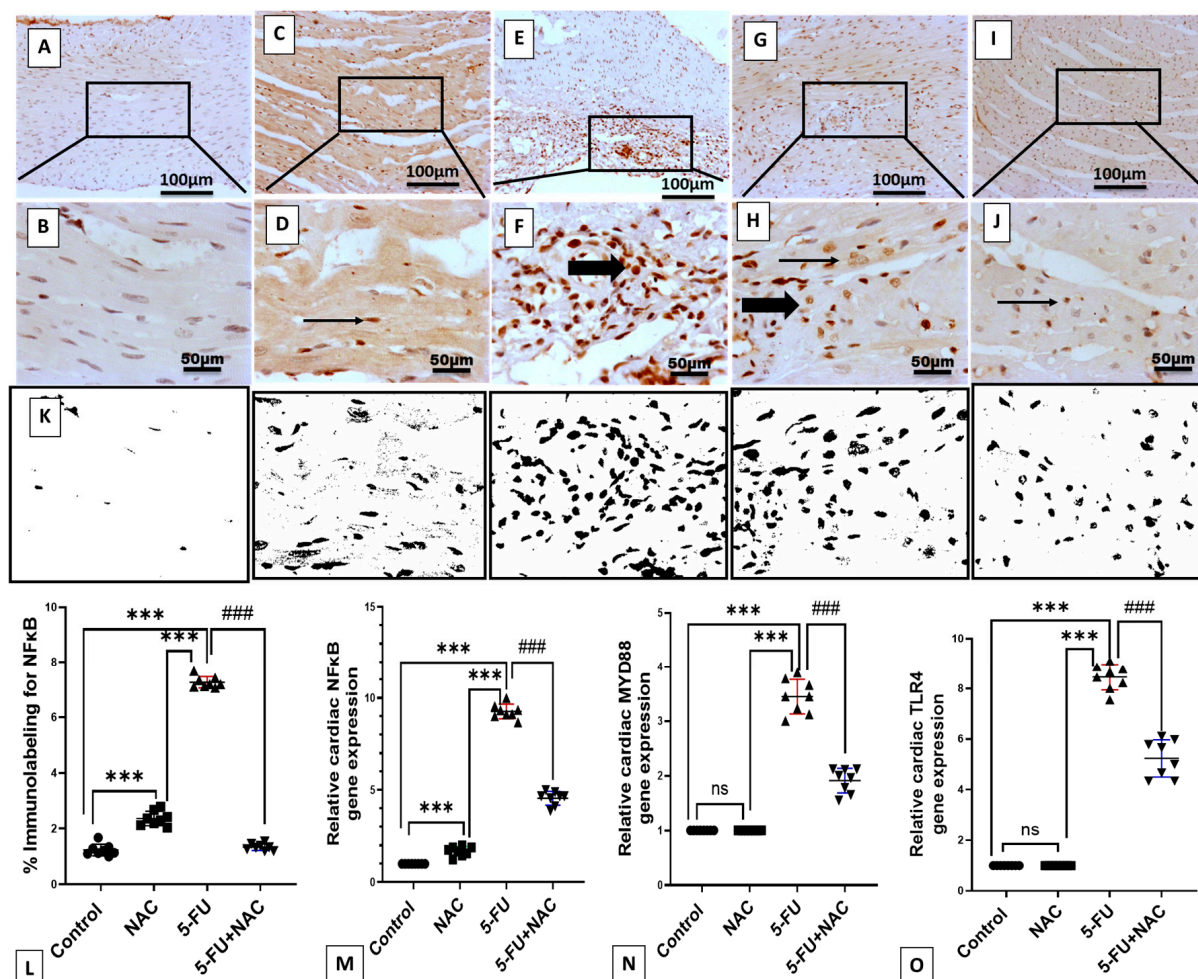 A
C
E
G
I
100μm
100μm
100μm
100μm
100μm
B
D
F
H
J
50μm
50μm
50μm
50μm
50μm
K
% Immunolabeling for NFκB
10
8
6
4
2
0
***
###
***
***
Control
NAC
5-FU
5-FU+NAC
L
Relative cardiac NFκB
gene expression
15
10
5
1
0
***
###
***
***
Control
NAC
5-FU
5-FU+NAC
M
Relative cardiac MYD88
gene expression
5
4
3
2
1
0
***
###
***
ns
Control
NAC
5-FU
5-FU+NAC
N
Relative cardiac TLR4
gene expression
10
8
6
4
2
1
0
***
###
***
ns
Control
NAC
5-FU
5-FU+NAC
O